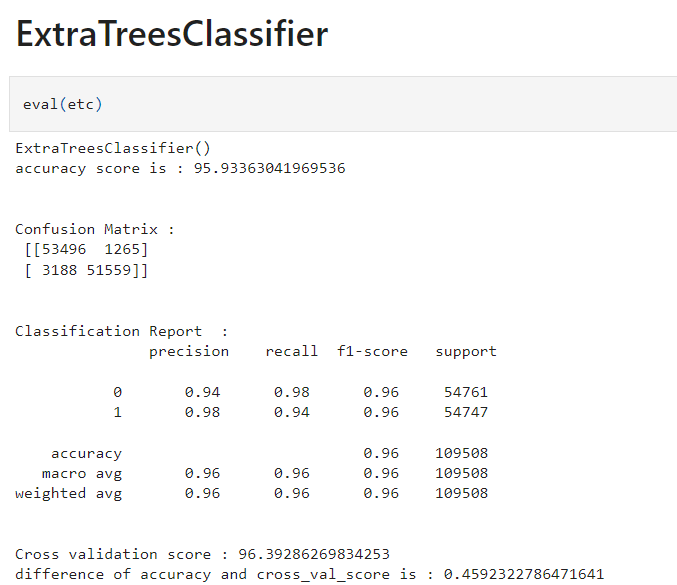 ExtraTreesClassifier
eval(etc)
ExtraTreesClassifier()
accuracy score is : 95.93363041969536
Confusion Matrix :
[[53496  1265]
[ 3188 51559]]
Classification Report  :
precision    recall  f1-score   support
0       0.94      0.98      0.96     54761
1       0.98      0.94      0.96     54747
accuracy                           0.96    109508
macro avg       0.96      0.96      0.96    109508
weighted avg       0.96      0.96      0.96    109508
Cross validation score : 96.39286269834253
difference of accuracy and cross_val_score is : 0.4592322786471641